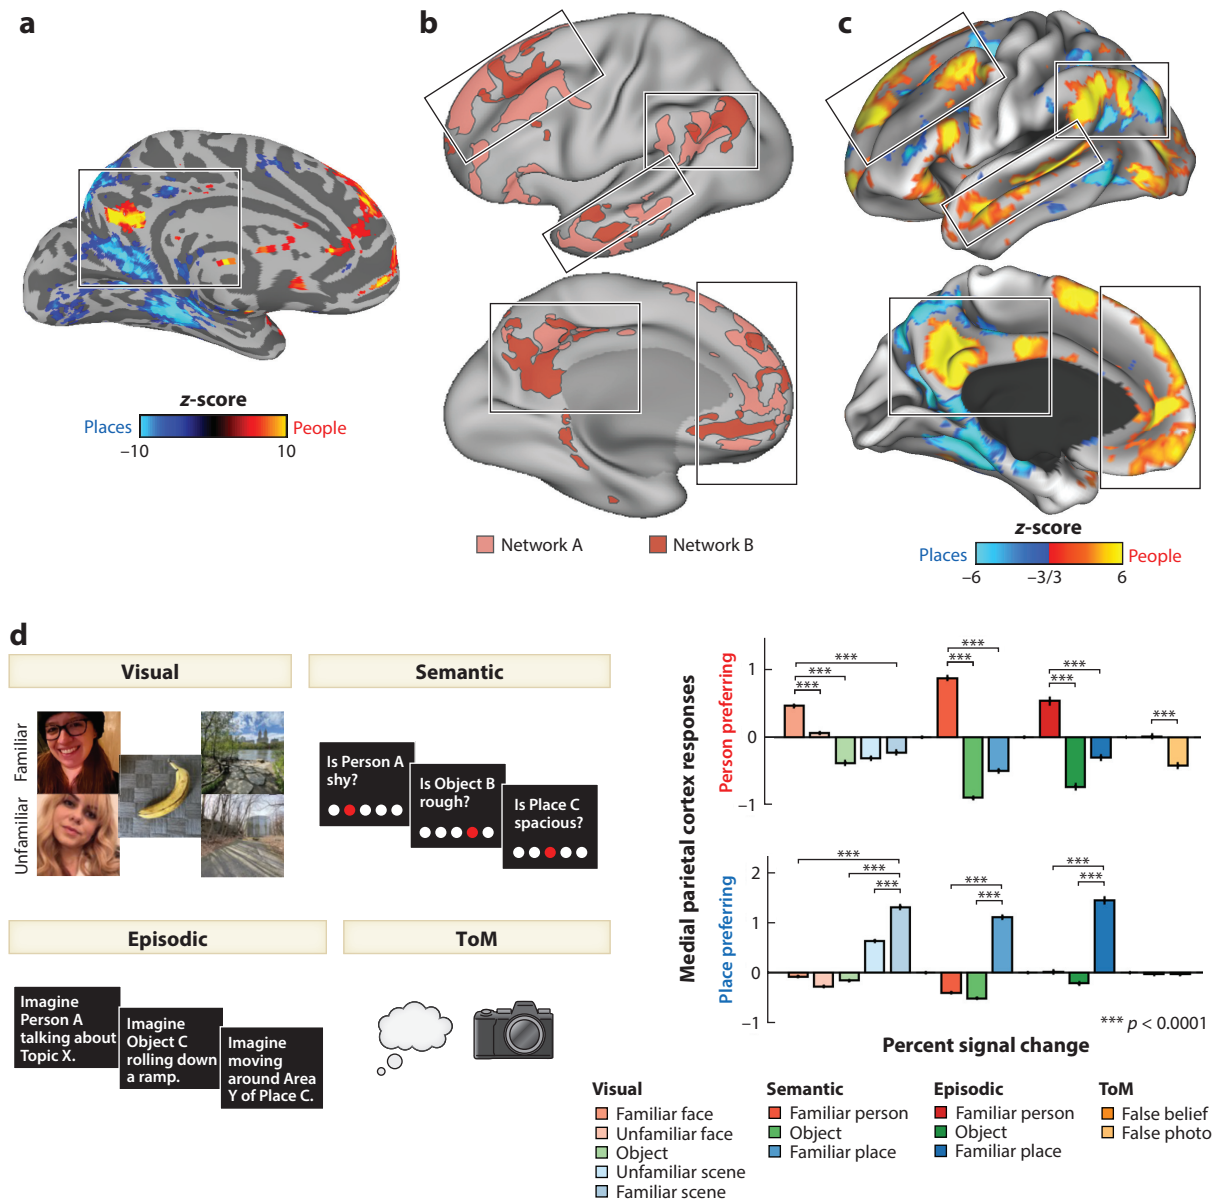 a
b
c
z-score
Places
People
−10
10
Network A
Network B
z-score
Places
People
−6
−3/3
6
d
Visual
Familiar
Unfamiliar
Semantic
Is Person A
shy?
Is Object B
rough?
Is Place C
spacious?
Episodic
Imagine
Person A
talking about
Topic X.
Imagine
Object C
rolling down
a ramp.
Imagine
moving
around Area
Y of Place C.
ToM
Medial parietal cortex responses
Person preferring
1
0
−1
***
***
***
***
***
***
***
***
Place preferring
2
1
0
−1
***
***
***
***
***
***
***
*** p < 0.0001
Percent signal change
Visual
Familiar face
Unfamiliar face
Object
Unfamiliar scene
Familiar scene
Semantic
Familiar person
Object
Familiar place
Episodic
Familiar person
Object
Familiar place
ToM
False belief
False photo